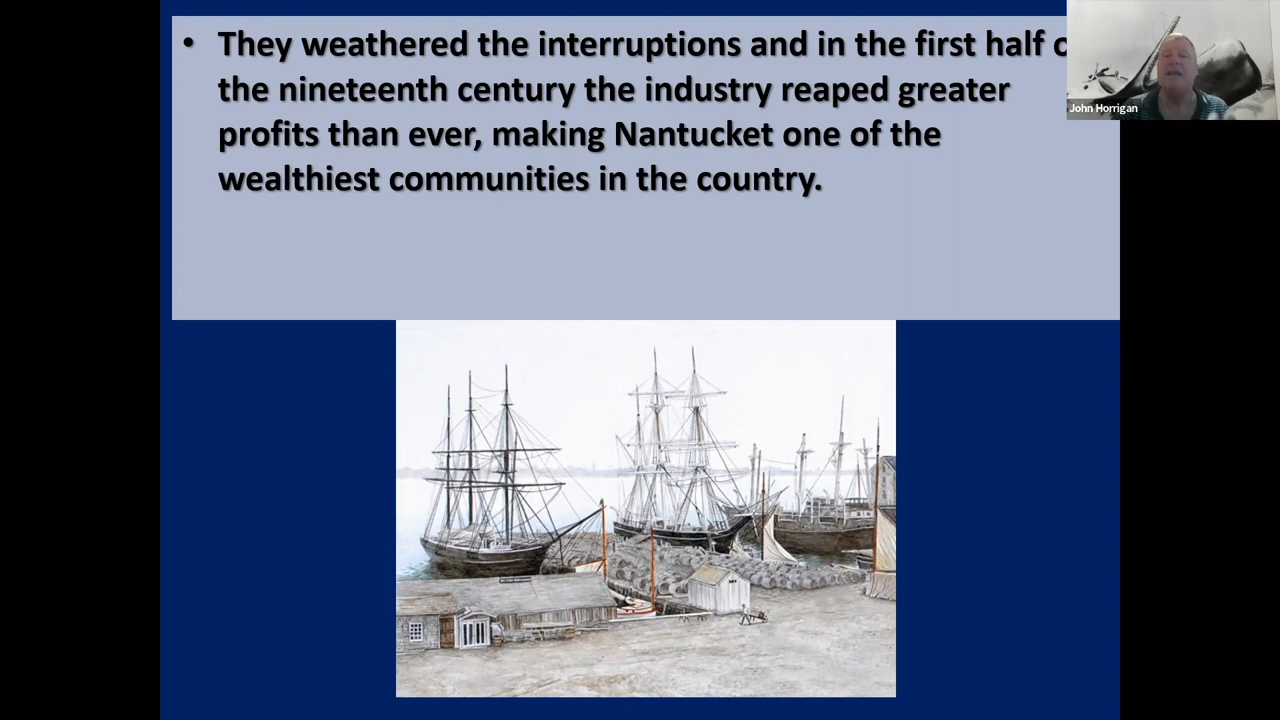 • They weathered the interruptions and in the first half
the nineteenth century the industry reaped greater
profits than ever, making Nantucket one of the
wealthiest communities in the country.
John Horrigan